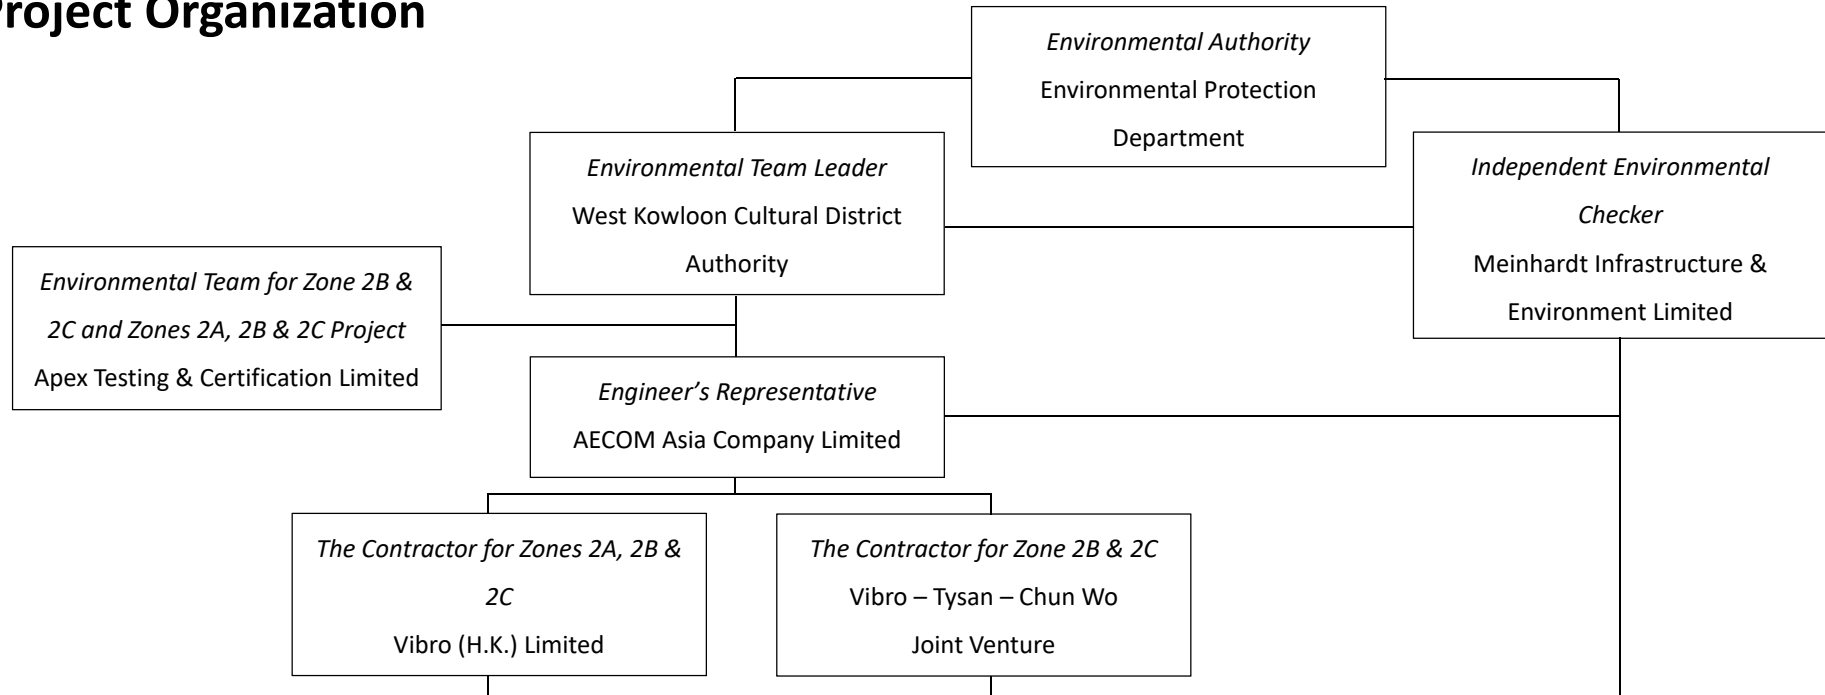 Project Organization
Environmental Authority
Environmental Protection
Department
Environmental Team Leader
West Kowloon Cultural District
Authority
Independent Environmental
Checker
Meinhardt Infrastructure &
Environment Limited
Environmental Team for Zone 2B &
2C and Zones 2A, 2B & 2C Project
Apex Testing & Certification Limited
Engineer’s Representative
AECOM Asia Company Limited
The Contractor for Zones 2A, 2B &
2C
Vibro (H.K.) Limited
The Contractor for Zone 2B & 2C
Vibro – Tysan – Chun Wo
Joint Venture